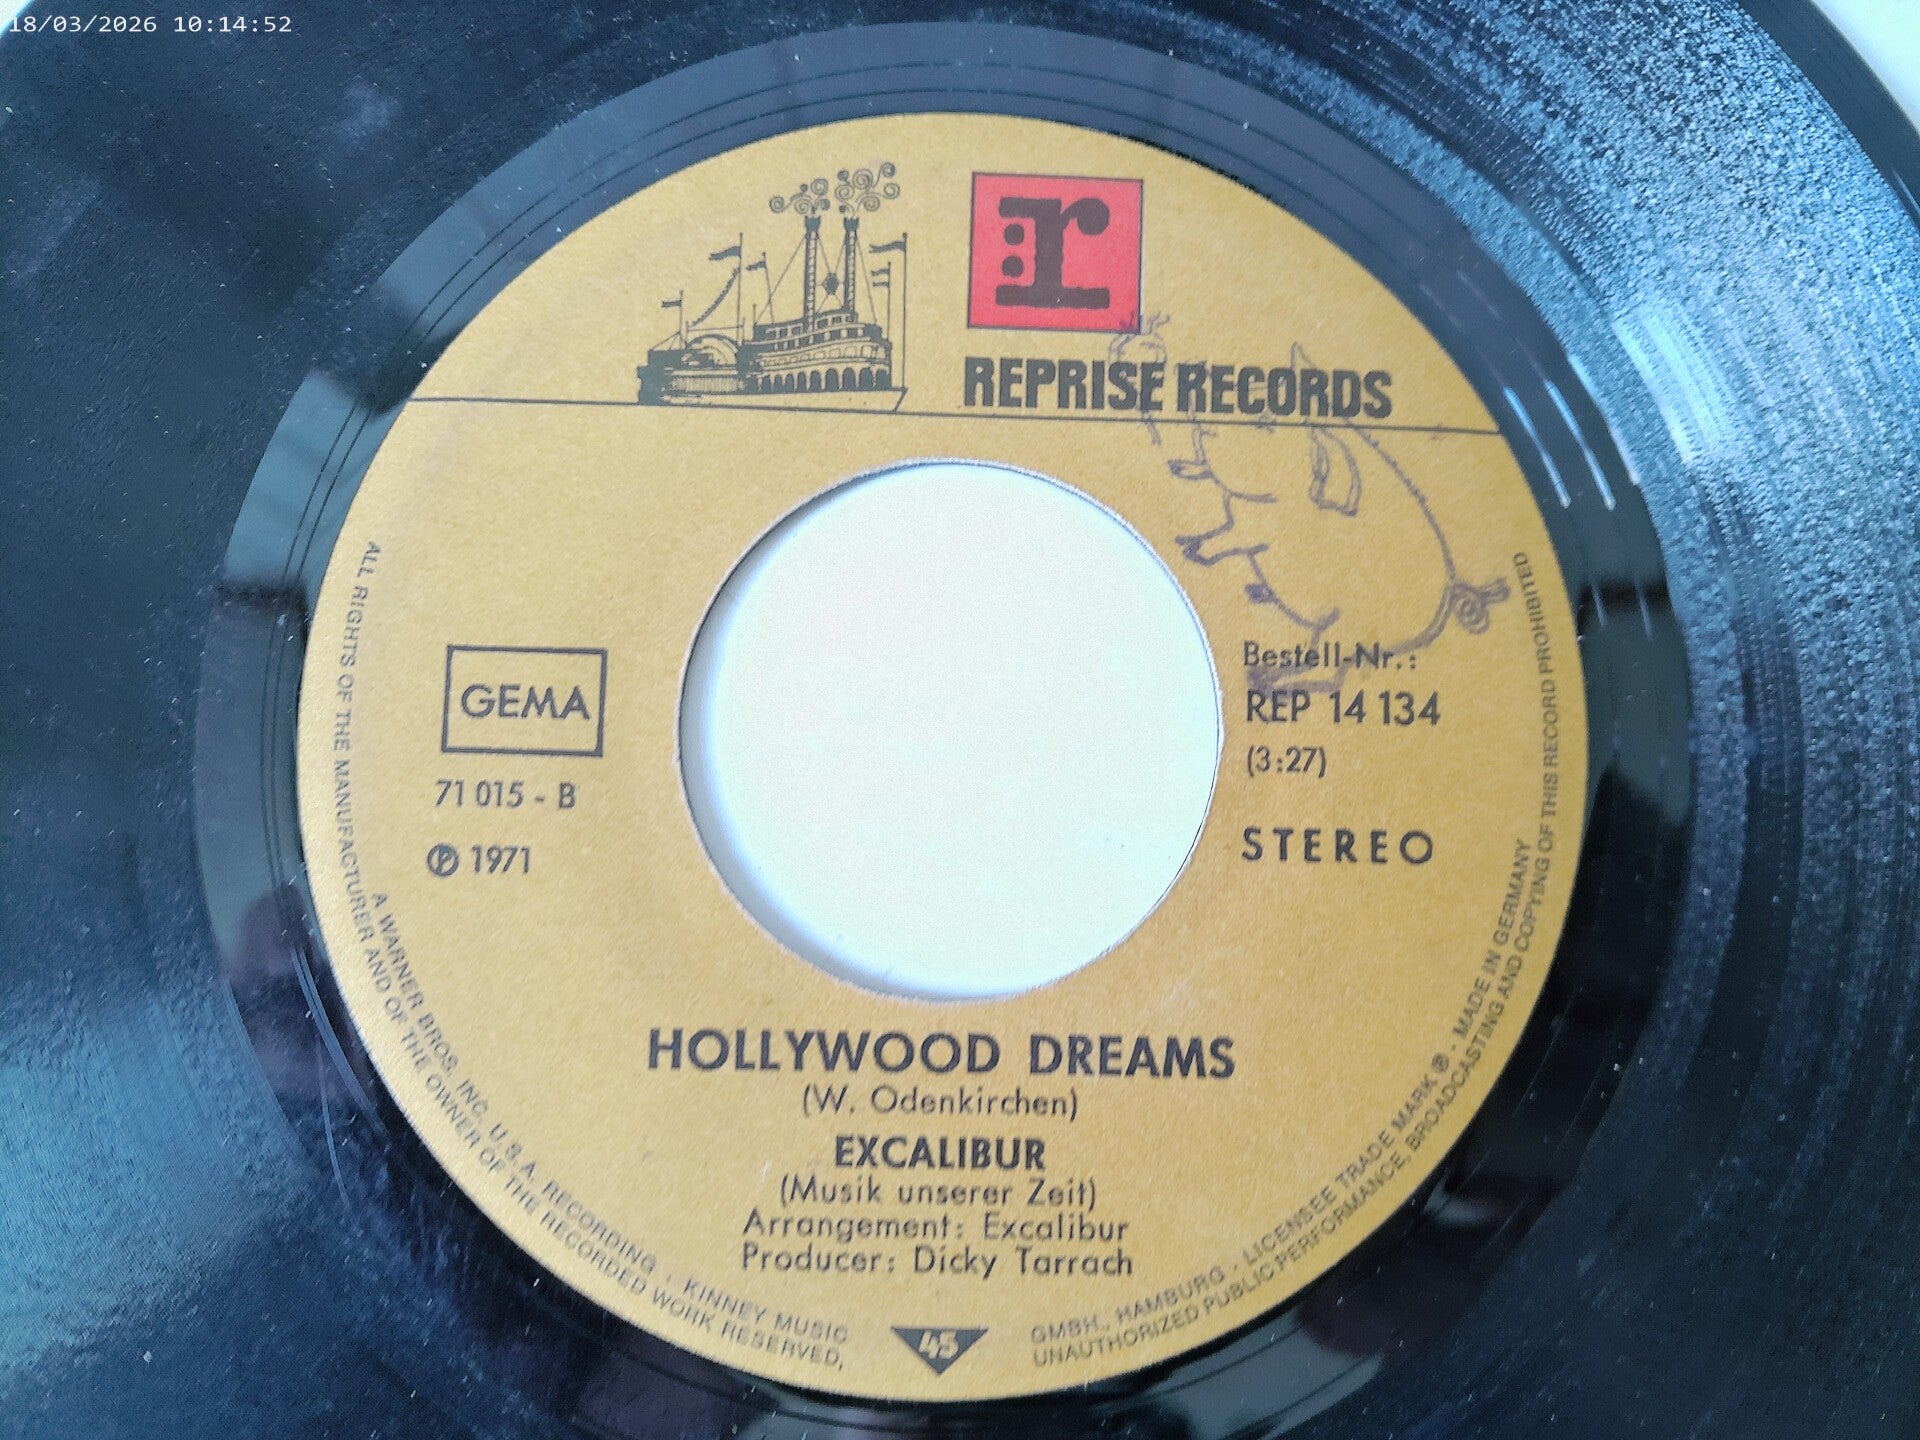 18/03/2026 10:14:52
r
REPRISE RECORDS
GEMA
71 015 - B
Ⓟ 1971
Bestell-Nr.:
REP 14 134
(3:27)
STEREO
HOLLYWOOD DREAMS
(W. Odenkirchen)
EXCALIBUR
(Musik unserer Zeit)
Arrangement: Excalibur
Producer: Dicky Tarrach
45
ALL RIGHTS OF THE MANUFACTURER AND OF THE OWNER OF THE RECORDED WORK RESERVED,
UNAUTHORIZED PUBLIC PERFORMANCE, BROADCASTING AND COPYING OF THIS RECORD PROHIBITED
A WARNER BROS. INC. U.S.A. RECORDING · KINNEY MUSIC
GMBH., HAMBURG · LICENSEE TRADE MARK ® · MADE IN GERMANY